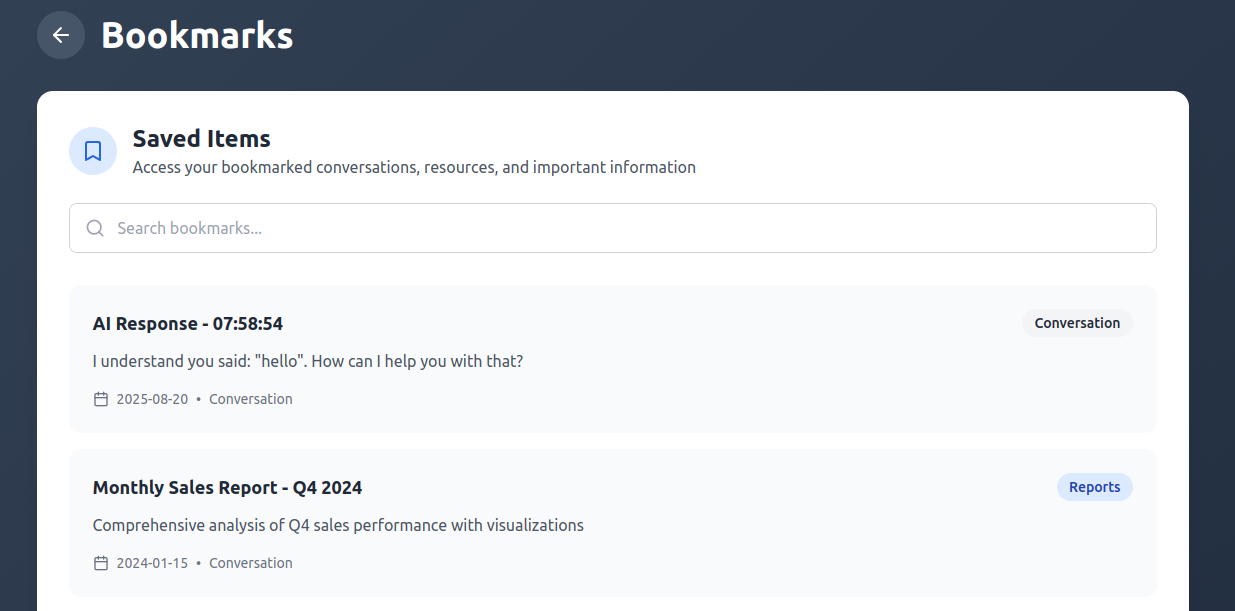 Bookmarks
Saved Items
Access your bookmarked conversations, resources, and important information
Search bookmarks...
AI Response - 07:58:54
Conversation
I understand you said: "hello". How can I help you with that?
2025-08-20 • Conversation
Monthly Sales Report - Q4 2024
Reports
Comprehensive analysis of Q4 sales performance with visualizations
2024-01-15 • Conversation